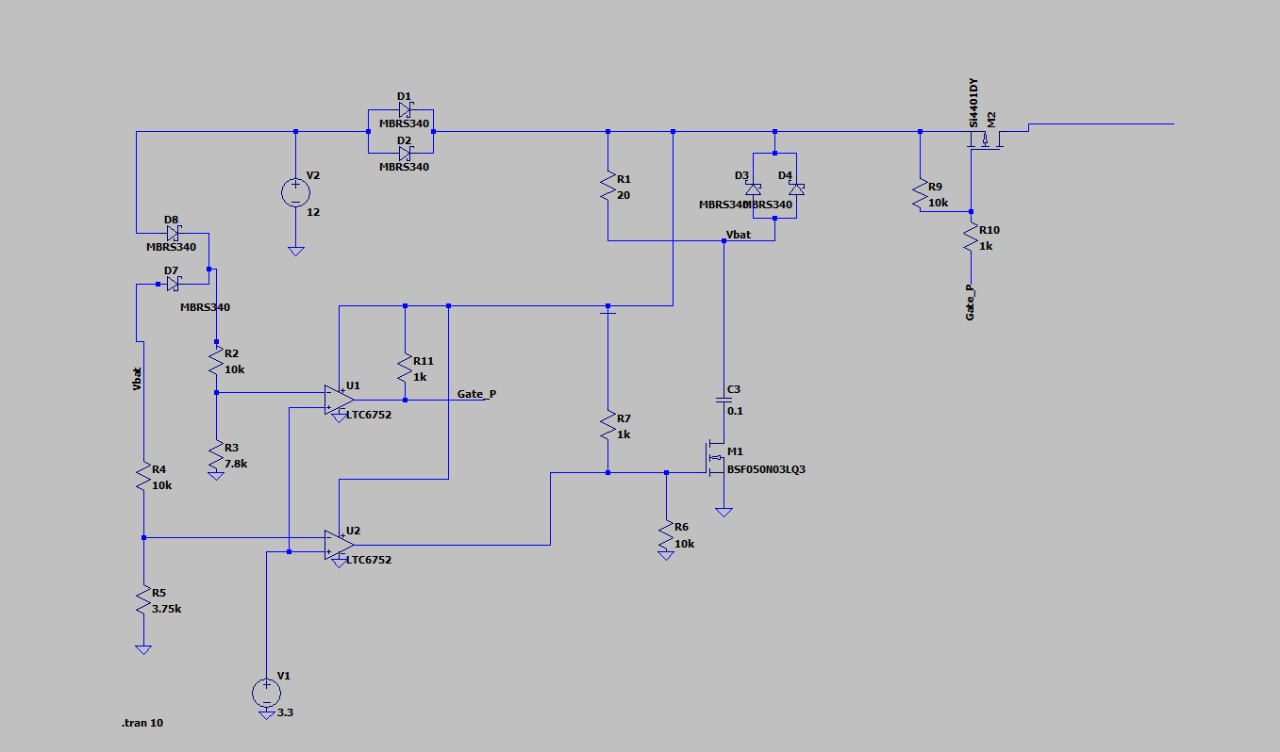 Si4401DY
M2
D1
MBRS340
D2
MBRS340
V2
12
R1
20
D3
D4
MBRS340
MBRS340
R9
10k
D8
MBRS340
Vbat
R10
1k
D7
MBRS340
Gate_P
R2
10k
R11
1k
Vbat
U1
Gate_P
LTC6752
C3
0.1
R7
1k
R3
7.8k
M1
BSF050N03LQ3
R4
10k
U2
LTC6752
R6
10k
R5
3.75k
V1
3.3
.tran 10